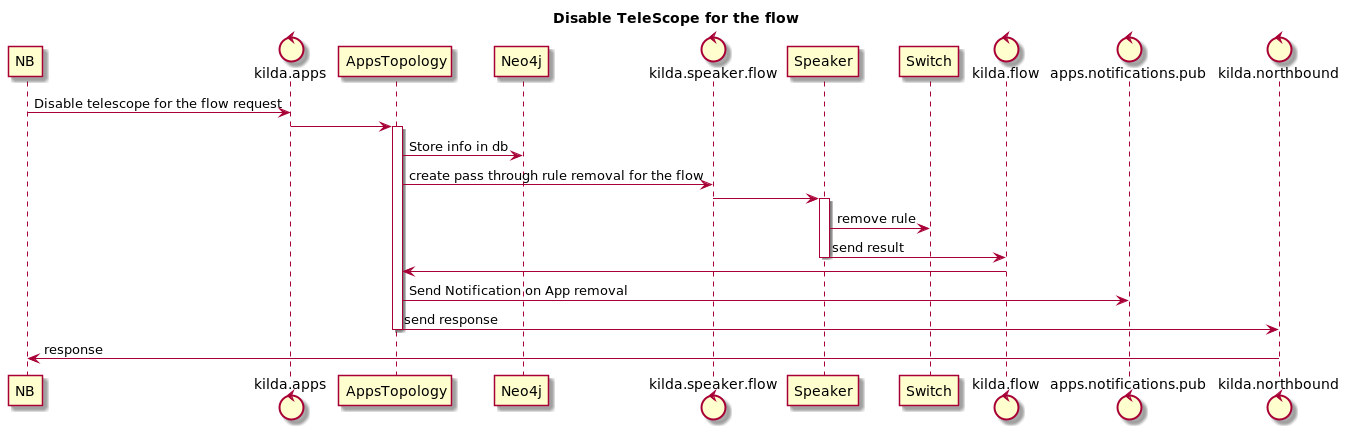 Disable TeleScope for the flow
NB
kilda.apps
AppsTopology
Neo4j
kilda.speaker.flow
Speaker
Switch
kilda.flow
apps.notifications.pub
kilda.northbound
Disable telescope for the flow request
Store info in db
create pass through rule removal for the flow
remove rule
send result
Send Notification on App removal
send response
response
NB
kilda.apps
AppsTopology
Neo4j
kilda.speaker.flow
Speaker
Switch
kilda.flow
apps.notifications.pub
kilda.northbound